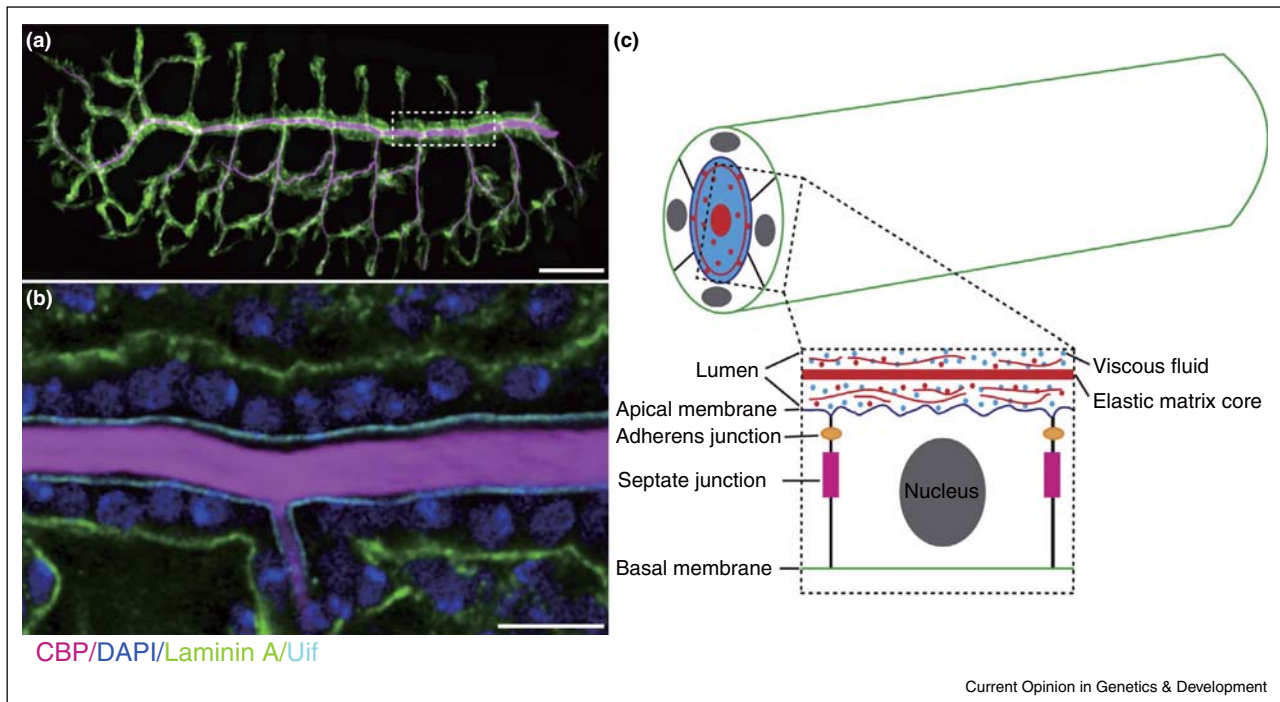 (a)
(b)
CBP/DAPI/Laminin A/Uif
(c)
Lumen
Viscous fluid
Elastic matrix core
Apical membrane
Adherens junction
Septate junction
Nucleus
Basal membrane
Current Opinion in Genetics & Development